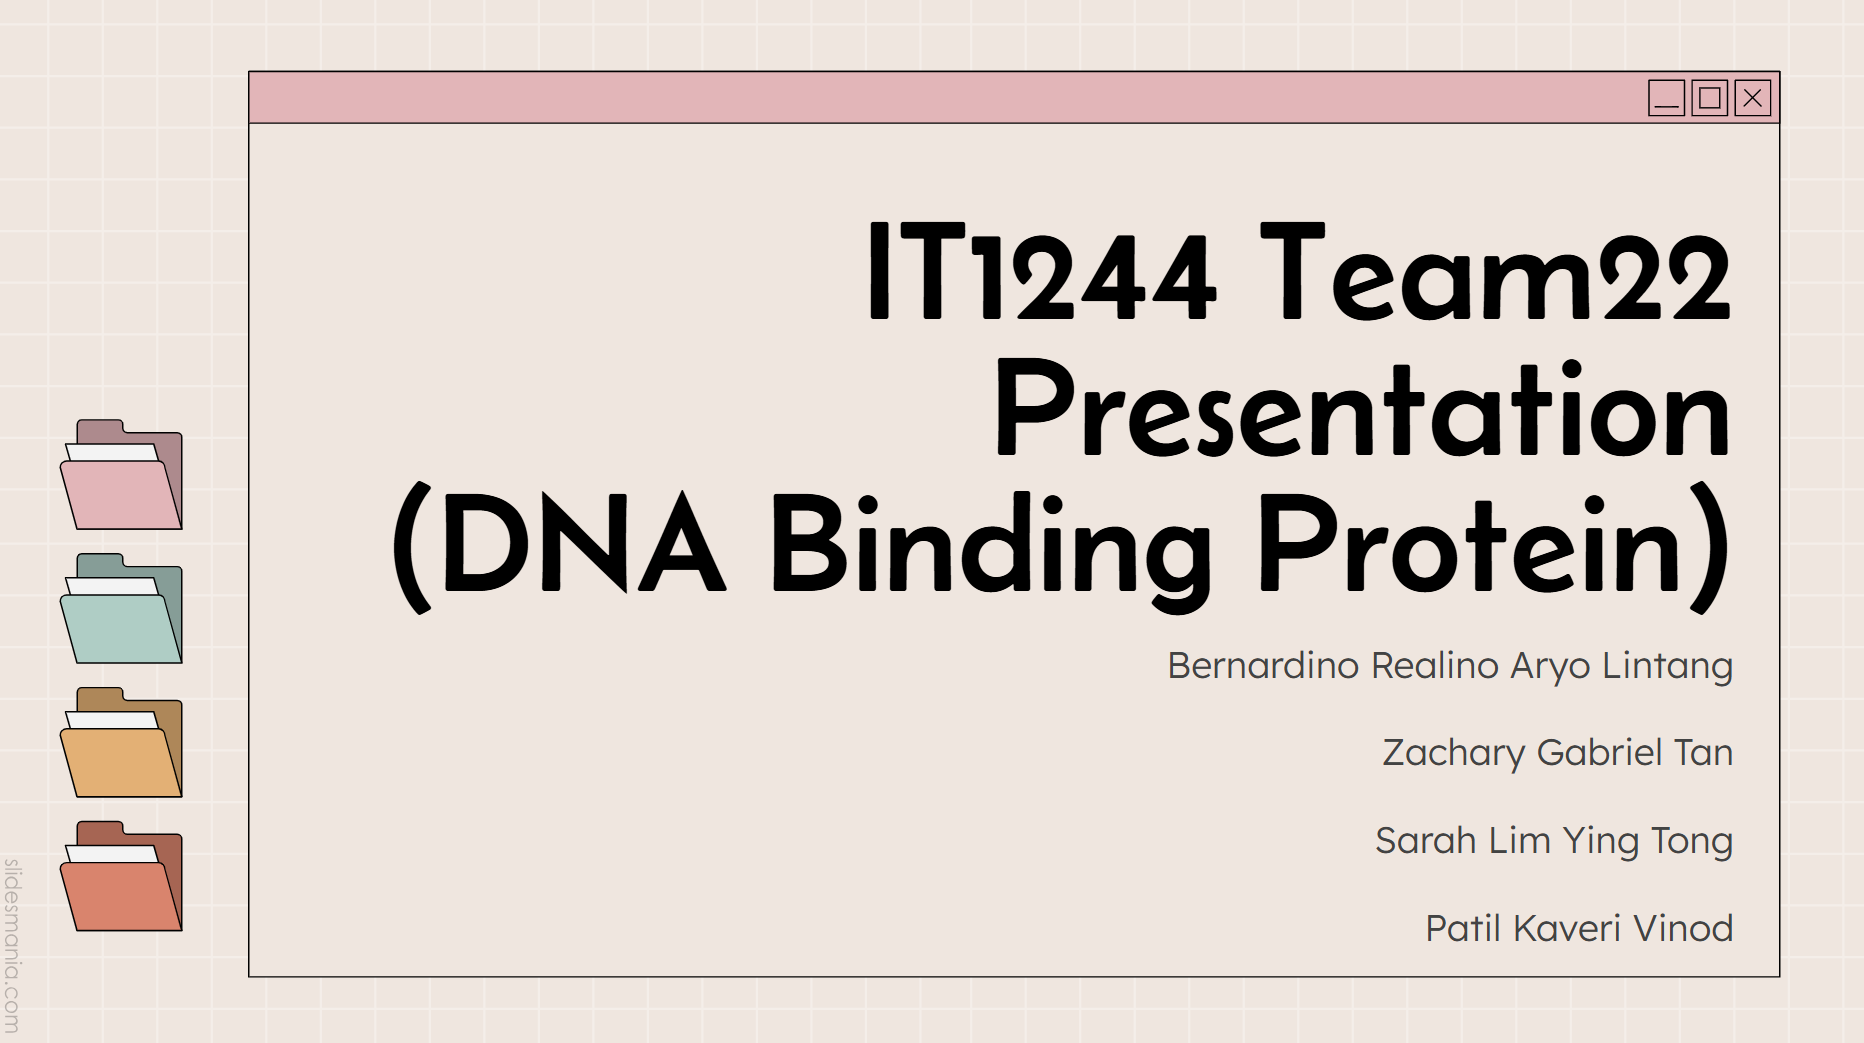 IT1244 Team22
Presentation
(DNA Binding Protein)
Bernardino Realino Aryo Lintang
Zachary Gabriel Tan
Sarah Lim Ying Tong
Patil Kaveri Vinod
slidesmania.com